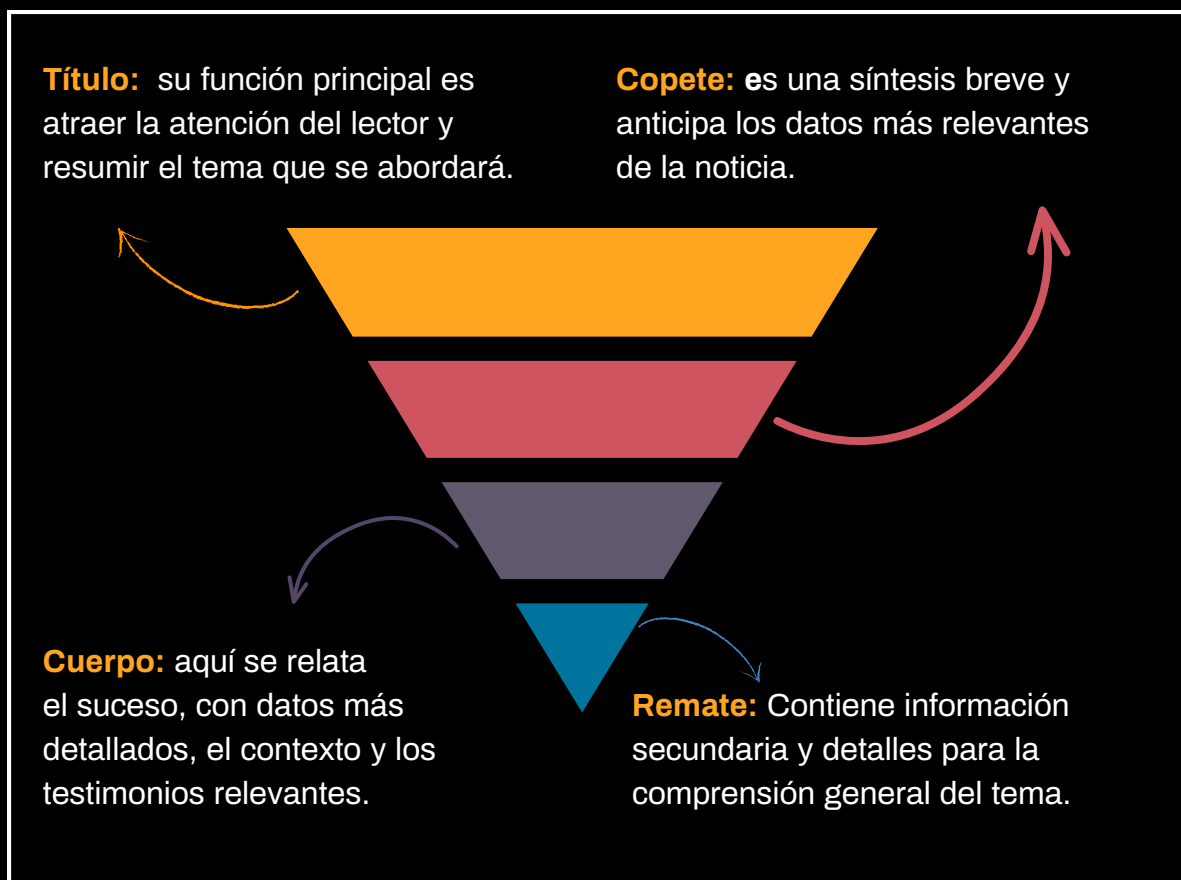 Título:  su función principal es
atraer la atención del lector y
resumir el tema que se abordará.
Copete: es una síntesis breve y
anticipa los datos más relevantes
de la noticia.
Cuerpo: aquí se relata
el suceso, con datos más
detallados, el contexto y los
testimonios relevantes.
Remate: Contiene información
secundaria y detalles para la
comprensión general del tema.